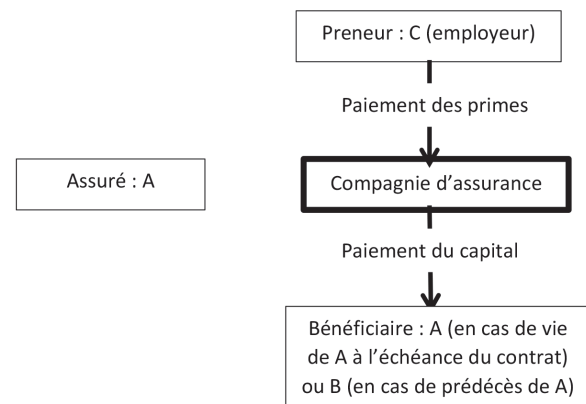 Preneur : C (employeur)
Paiement des primes
Assuré : A
Compagnie d'assurance
Paiement du capital
Bénéficiaire : A (en cas de vie
de A à l'échéance du contrat)
ou B (en cas de prédécès de A)